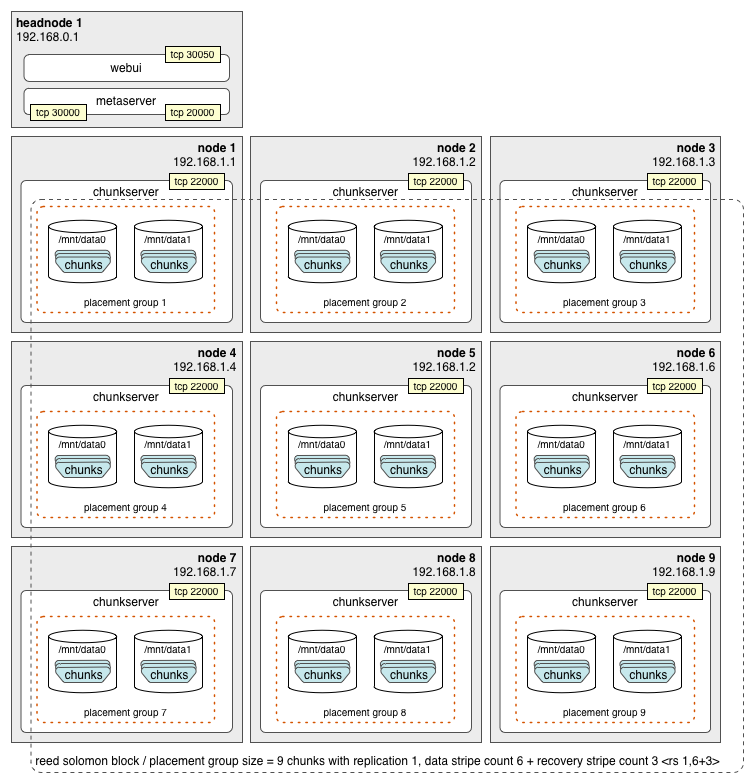 headnode 1
192.168.0.1
tcp 30050
webui
metaserver
tcp 30000
tcp 20000
node 1
192.168.1.1
tcp 22000
chunkserver
/mnt/data0
/mnt/data1
chunks
chunks
placement group 1
node 2
192.168.1.2
tcp 22000
chunkserver
/mnt/data0
/mnt/data1
chunks
chunks
placement group 2
node 3
192.168.1.3
tcp 22000
chunkserver
/mnt/data0
/mnt/data1
chunks
chunks
placement group 3
node 4
192.168.1.4
tcp 22000
chunkserver
/mnt/data0
/mnt/data1
chunks
chunks
placement group 4
node 5
192.168.1.2
tcp 22000
chunkserver
/mnt/data0
/mnt/data1
chunks
chunks
placement group 5
node 6
192.168.1.6
tcp 22000
chunkserver
/mnt/data0
/mnt/data1
chunks
chunks
placement group 6
node 7
192.168.1.7
tcp 22000
chunkserver
/mnt/data0
/mnt/data1
chunks
chunks
placement group 7
node 8
192.168.1.8
tcp 22000
chunkserver
/mnt/data0
/mnt/data1
chunks
chunks
placement group 8
node 9
192.168.1.9
tcp 22000
chunkserver
/mnt/data0
/mnt/data1
chunks
chunks
placement group 9
reed solomon block / placement group size = 9 chunks with replication 1, data stripe count 6 + recovery stripe count 3 <rs 1,6+3>